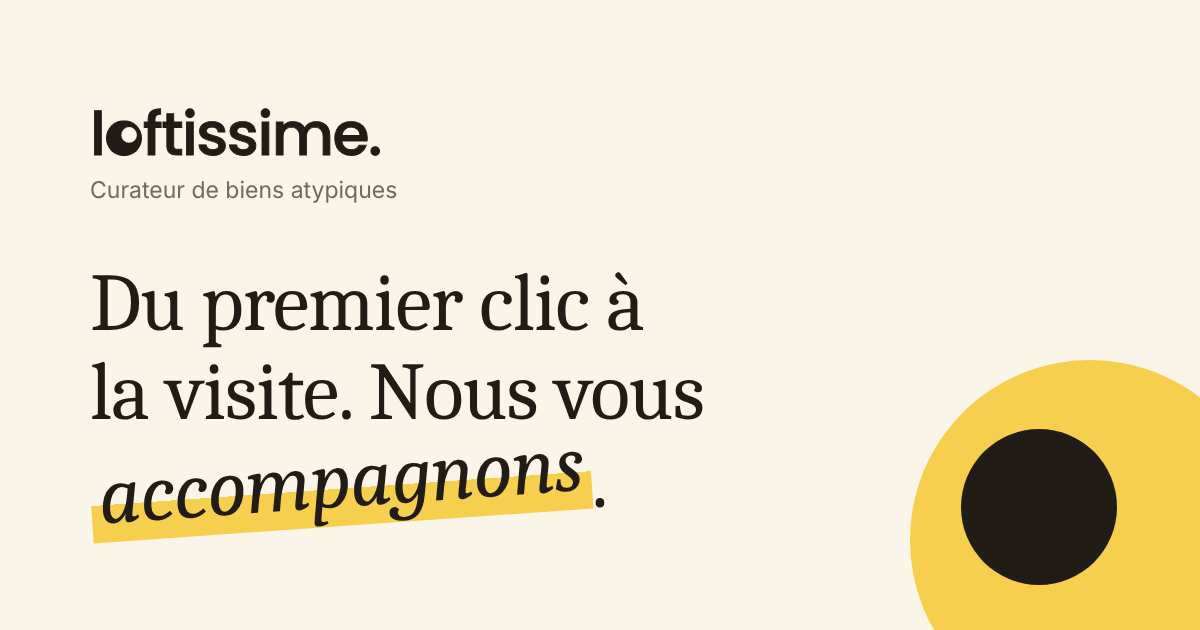 loftissime.
Curateur de biens atypiques
Du premier clic à
la visite. Nous vous
accompagnons.